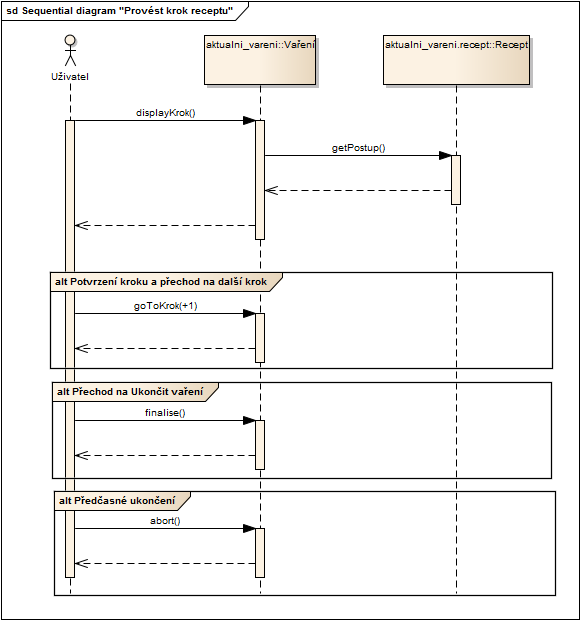 sd Sequential diagram "Provést krok receptu"
Uživatel
aktualni_vareni::Vaření
aktualni_vareni.recept::Recept
displayKrok()
getPostup()
alt Potvrzení kroku a přechod na další krok
goToKrok(+1)
alt Přechod na Ukončit vaření
finalise()
alt Předčasné ukončení
abort()